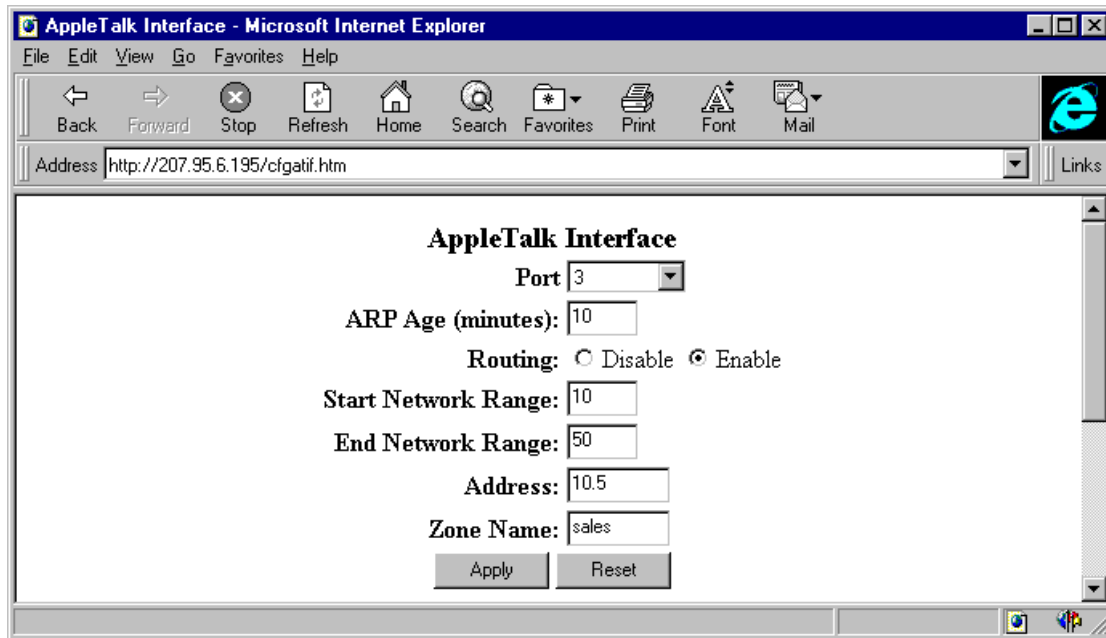 AppleTalk Interface - Microsoft Internet Explorer
File Edit View Go Favorites Help
Back Forward Stop Refresh Home Search Favorites Print Font Mail
Address http://207.95.6.195/cfgatif.htm Links
AppleTalk Interface
Port 3
ARP Age (minutes): 10
Routing: Disable Enable
Start Network Range: 10
End Network Range: 50
Address: 10.5
Zone Name: sales
Apply Reset